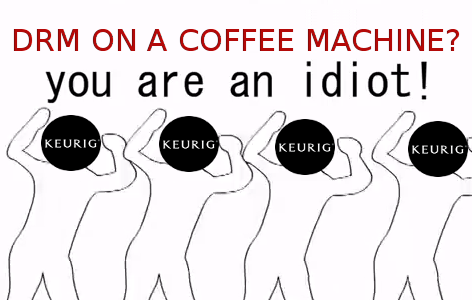 DRM ON A COFFEE MACHINE?
you are an idiot!
KEURIG
KEURIG
KEURIG
KEURIG